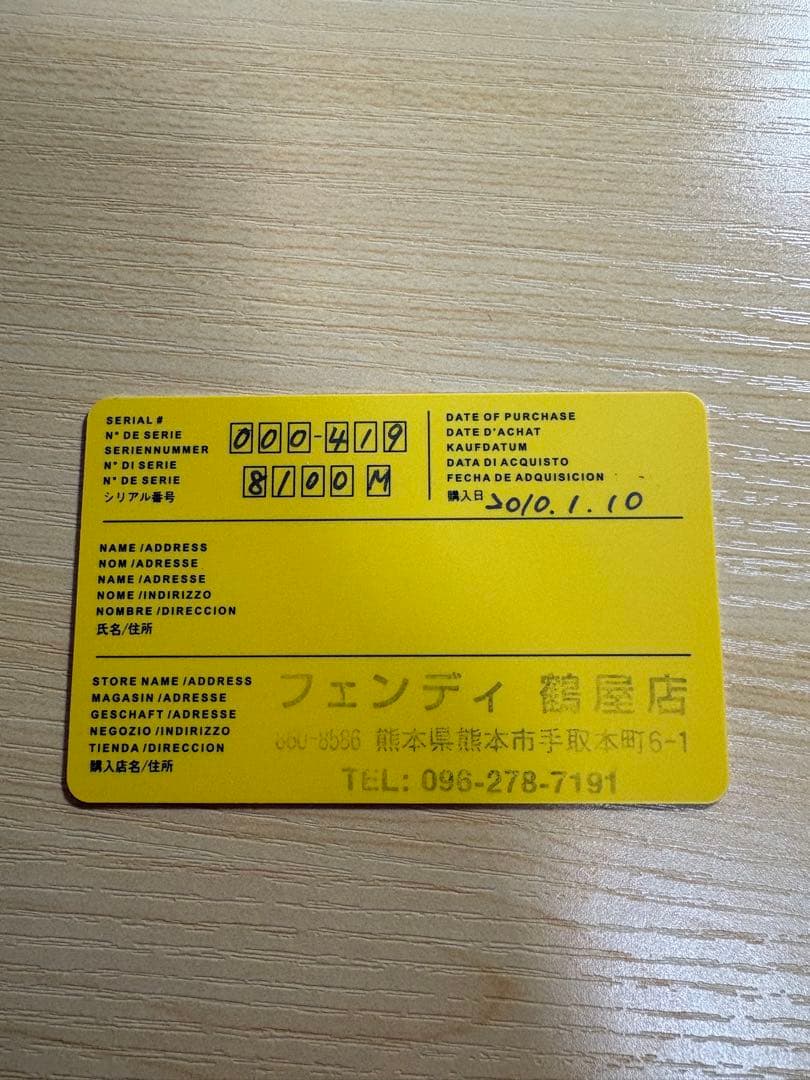 SERIAL #
N° DE SERIE
SERIENNUMMER
N° DI SERIE
N° DE SERIE
シリアル番号
000-419
8100 M
DATE OF PURCHASE
DATE D'ACHAT
KAUFDATUM
DATA DI ACQUISTO
FECHA DE ADQUISICION
購入日 2010.1.10
NAME /ADDRESS
NOM /ADRESSE
NAME /ADRESSE
NOME /INDIRIZZO
NOMBRE /DIRECCION
氏名/住所
STORE NAME /ADDRESS
MAGASIN /ADRESSE
GESCHAFT /ADRESSE
NEGOZIO /INDIRIZZO
TIENDA /DIRECCION
購入店名/住所
フェンディ 鶴屋店
860-8586 熊本県熊本市手取本町6-1
TEL: 096-278-7191